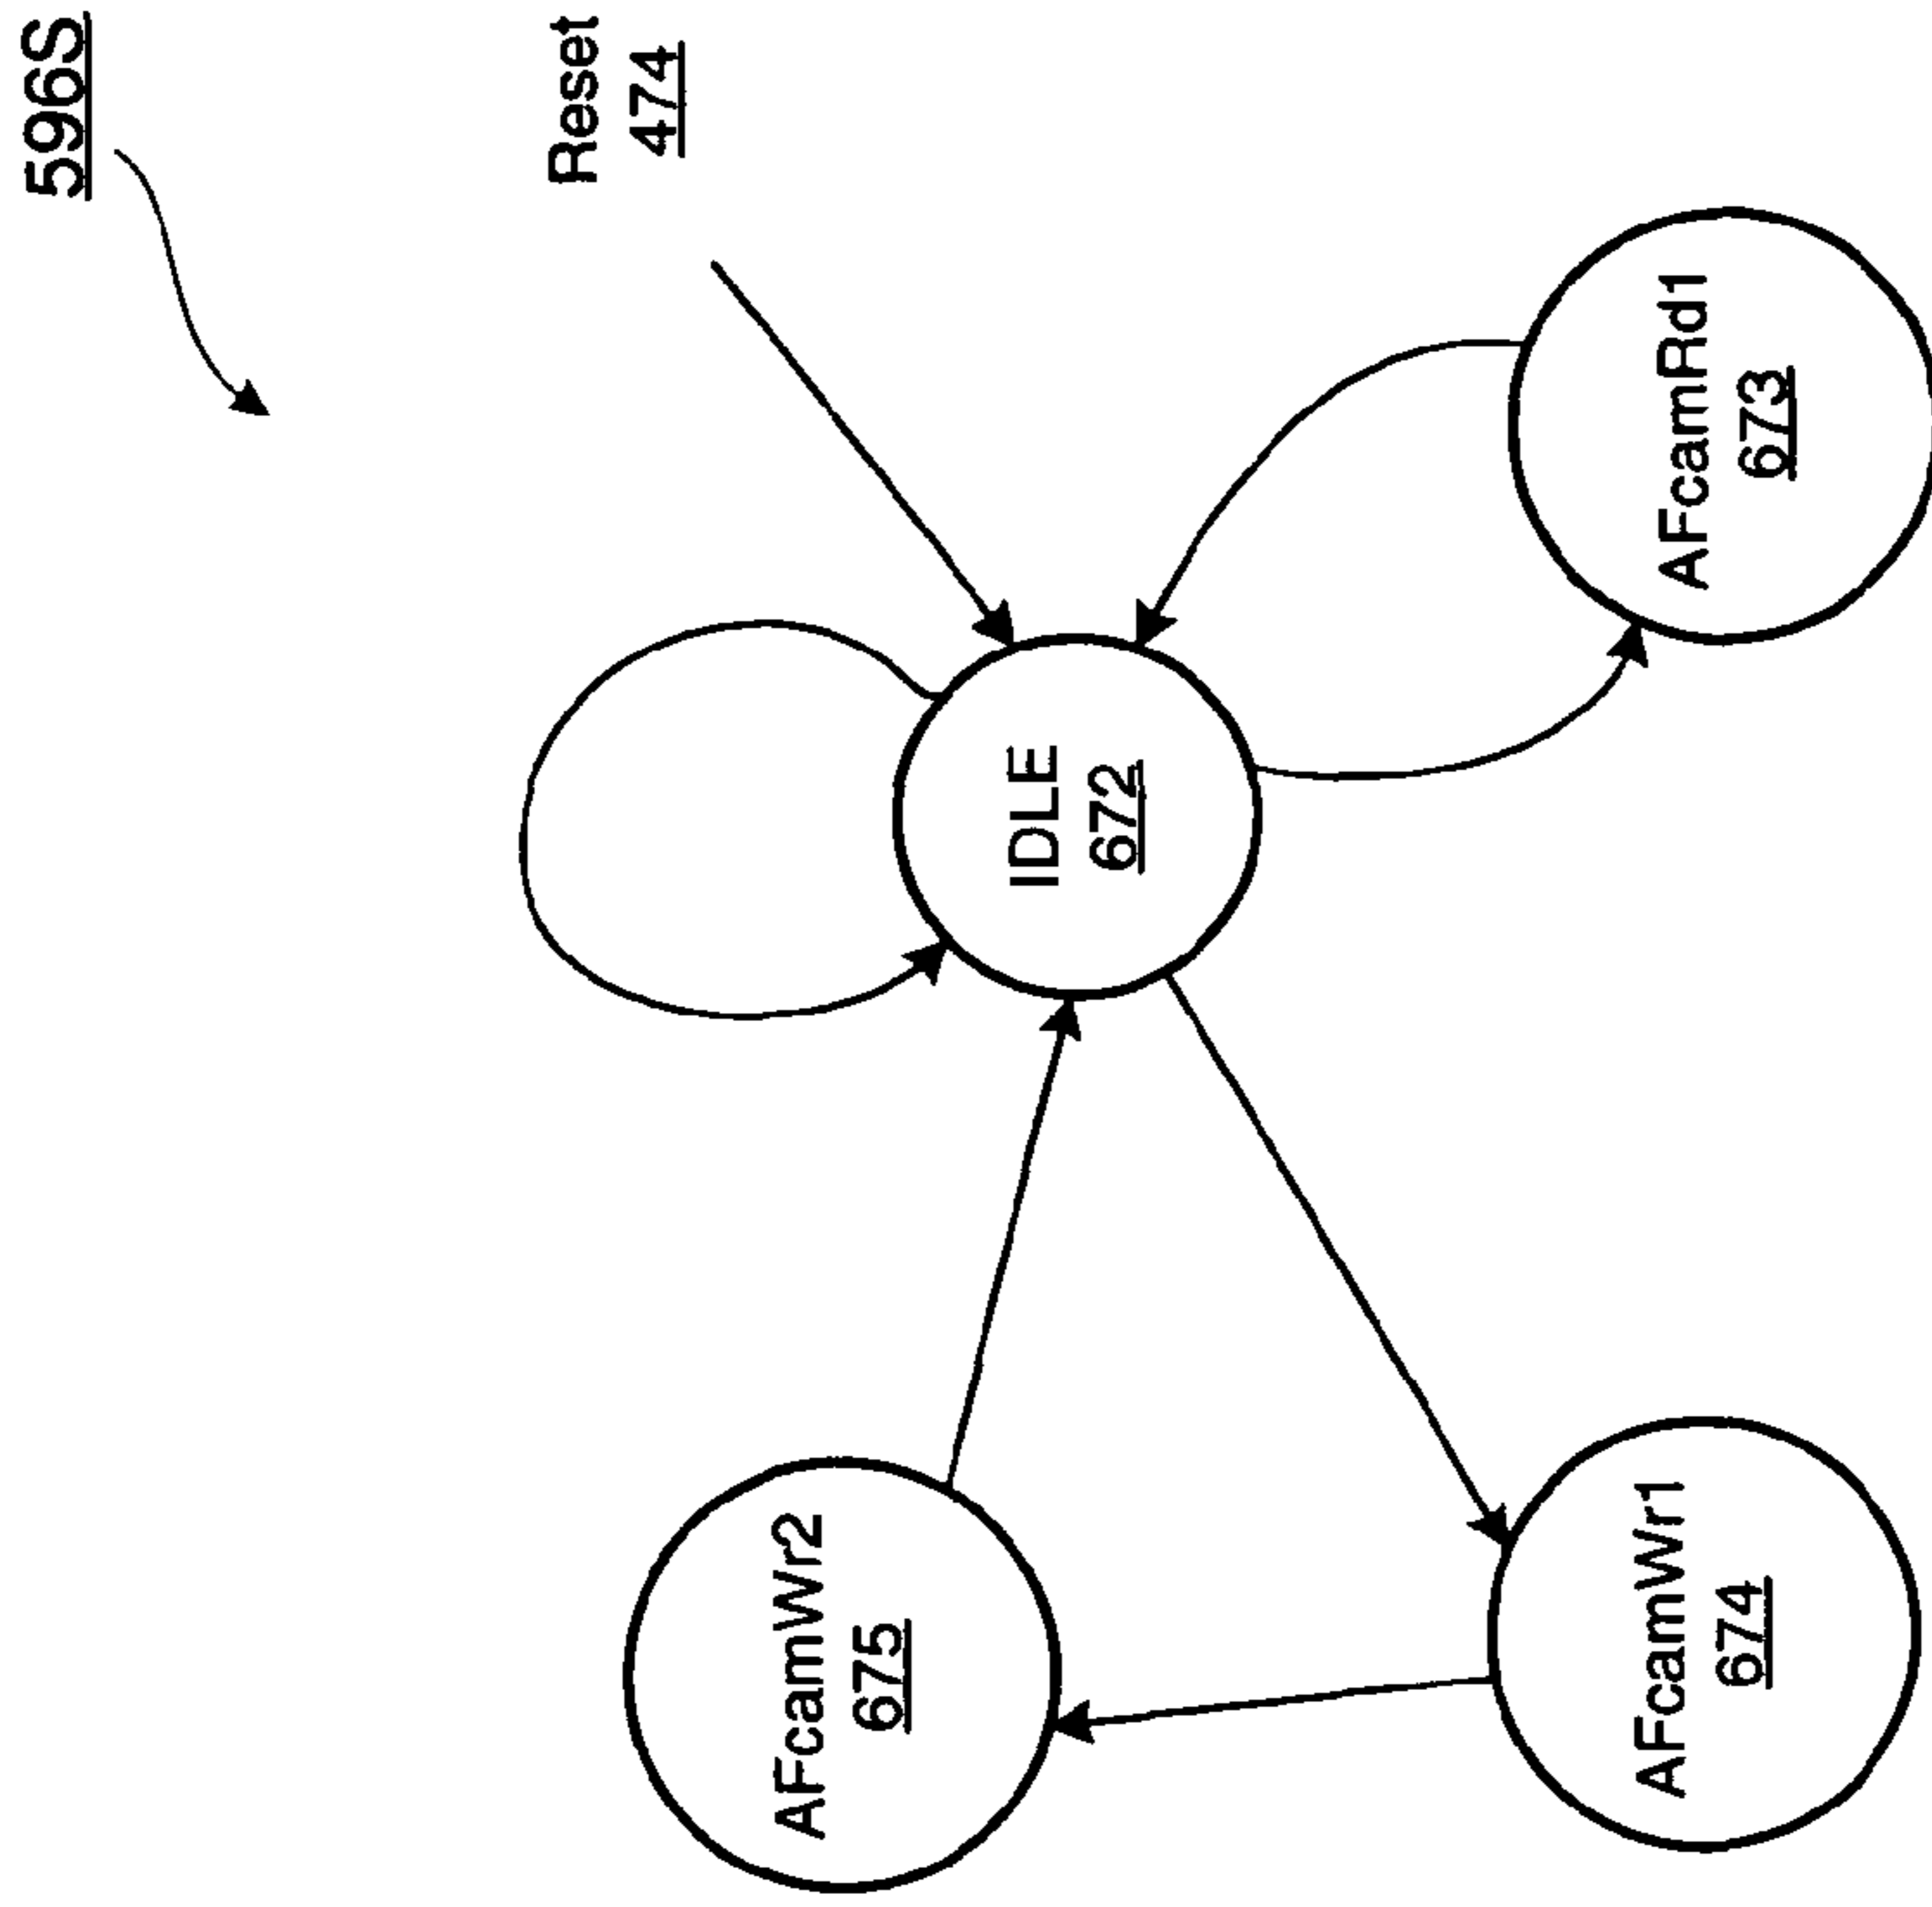 596S
Reset
474
IDLE
672
AFcamRd1
673
AFcamWr2
675
AFcamWr1
674